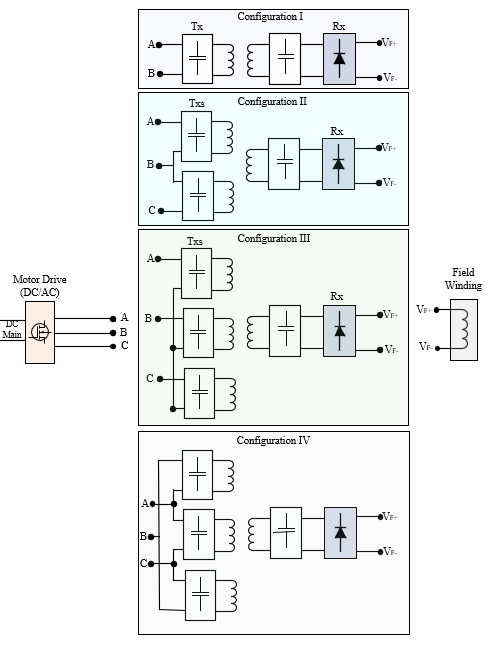 Configuration I
Tx
Rx
A
B
VF+
VF-
Configuration II
Txs
A
B
C
Rx
VF+
VF-
Configuration III
Txs
A
B
C
Rx
VF+
VF-
Motor Drive
(DC/AC)
DC
Main
A
B
C
Field
Winding
VF+
VF-
Configuration IV
A
B
C
VF+
VF-